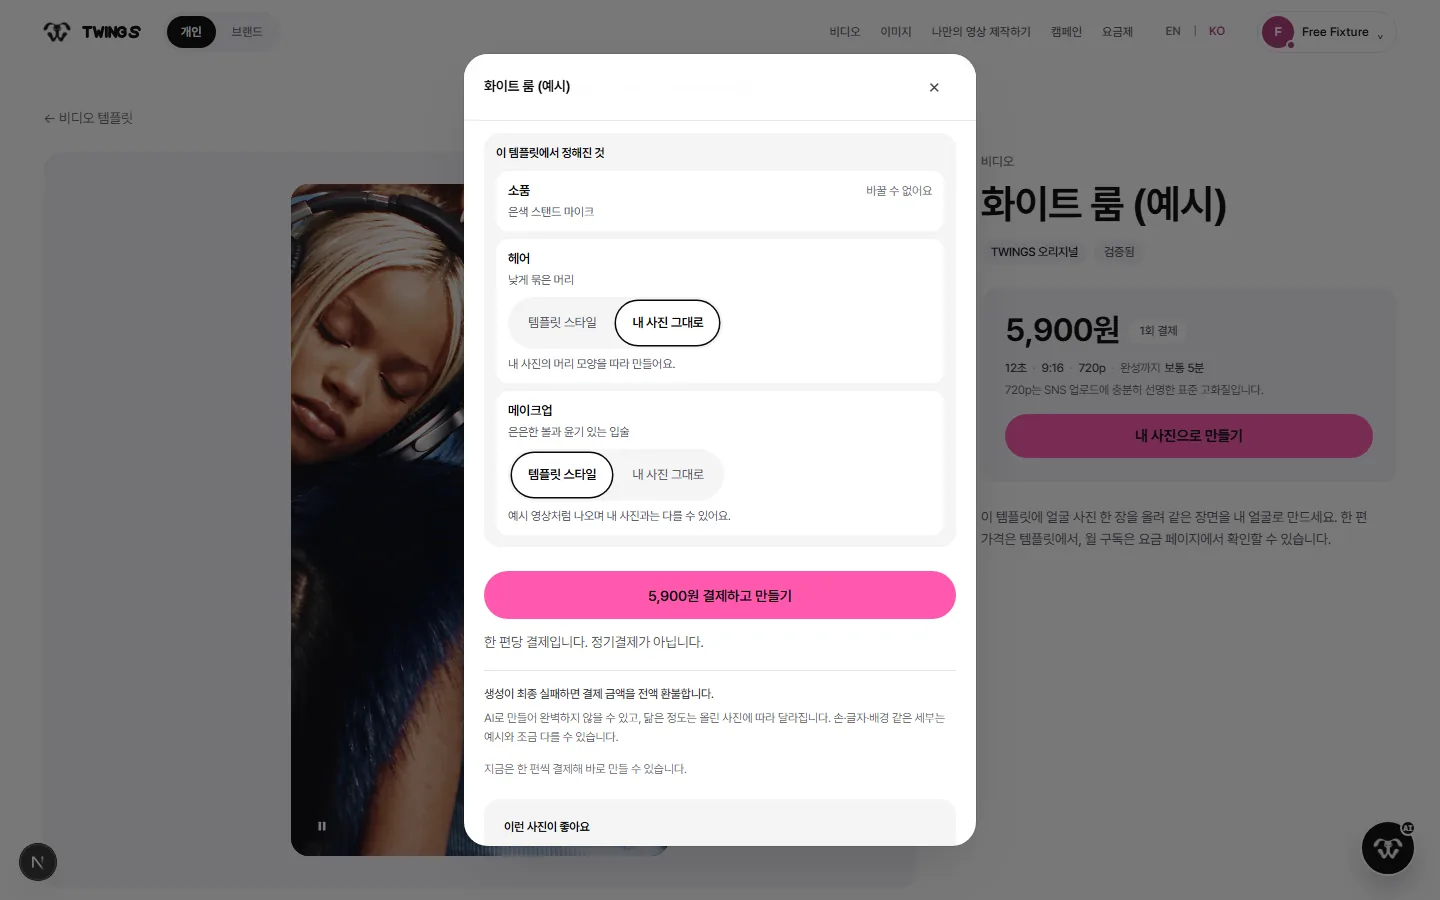 TWINGS
개인
브랜드
비디오
이미지
나만의 영상 제작하기
캠페인
요금제
EN | KO
F
Free Fixture
← 비디오 템플릿
화이트 룸 (예시)
×
이 템플릿에서 정해진 것
소품
바꿀 수 없어요
은색 스탠드 마이크
헤어
낮게 묶은 머리
템플릿 스타일
내 사진 그대로
내 사진의 머리 모양을 따라 만들어요.
메이크업
은은한 볼과 윤기 있는 입술
템플릿 스타일
내 사진 그대로
예시 영상처럼 나오며 내 사진과는 다를 수 있어요.
5,900원 결제하고 만들기
한 편당 결제입니다. 정기결제가 아닙니다.
생성이 최종 실패하면 결제 금액을 전액 환불합니다.
AI로 만들어 완벽하지 않을 수 있고, 닮은 정도는 올린 사진에 따라 달라집니다. 손·글자·배경 같은 세부는
예시와 조금 다를 수 있습니다.
지금은 한 편씩 결제해 바로 만들 수 있습니다.
이런 사진이 좋아요
비디오
화이트 룸 (예시)
TWINGS 오리지널
검증됨
5,900원
1회 결제
12초 · 9:16 · 720p · 완성까지 보통 5분
720p는 SNS 업로드에 충분히 선명한 표준 고화질입니다.
내 사진으로 만들기
이 템플릿에 얼굴 사진 한 장을 올려 같은 장면을 내 얼굴로 만드세요. 한 편
가격은 템플릿에서, 월 구독은 요금 페이지에서 확인할 수 있습니다.
N
AI